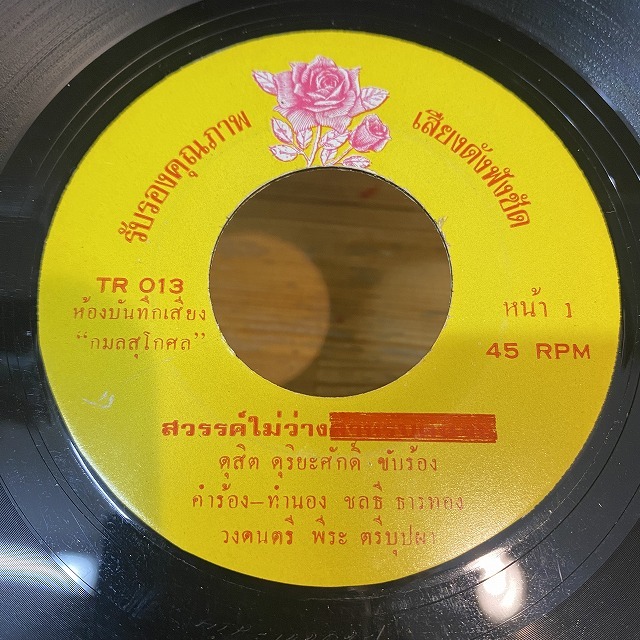 รับรองคุณภาพ
เสียงดังฟังชัด
TR 013
ห้องบันทึกเสียง
"กมลสุโกศล"
หน้า 1
45 RPM
สวรรค์ไม่ว่าง
ดุสิต ดุริยะศักดิ์ ขับร้อง
คำร้อง–ทำนอง ชลธี ธารทอง
วงดนตรี พีระ ตรีบุปผา